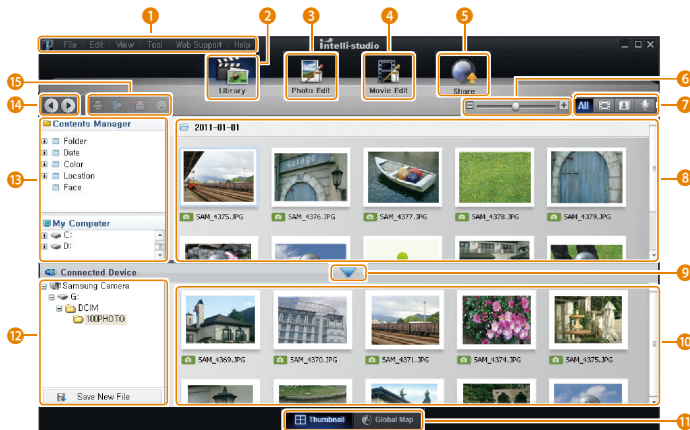 1 2 3 4 5
File Edit View Tool Web Support Help
intelli-studio
Library Photo Edit Movie Edit Share
15
6
14
All
7
Contents Manager
2011-01-01
Folder
Date
Color
Location
Face
13
8
SAM_4375.JPG SAM_4376.JPG SAM_4377.JPG SAM_4378.JPG SAM_4379.JPG
My Computer
C:
D:
Connected Device
9
Samsung Camera
G:
DCIM
100PHOTO
12
10
SAM_4369.JPG SAM_4370.JPG SAM_4371.JPG SAM_4374.JPG SAM_4375.JPG
Save New File
Thumbnail Global Map
11